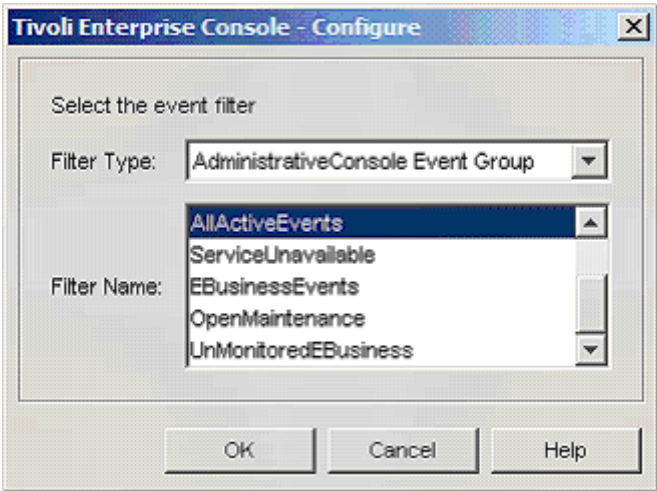 Tivoli Enterprise Console - Configure
Select the event filter
Filter Type: AdministrativeConsole Event Group
Filter Name:
AllActiveEvents
ServiceUnavailable
EBusinessEvents
OpenMaintenance
UnMonitoredEBusiness
OK Cancel Help